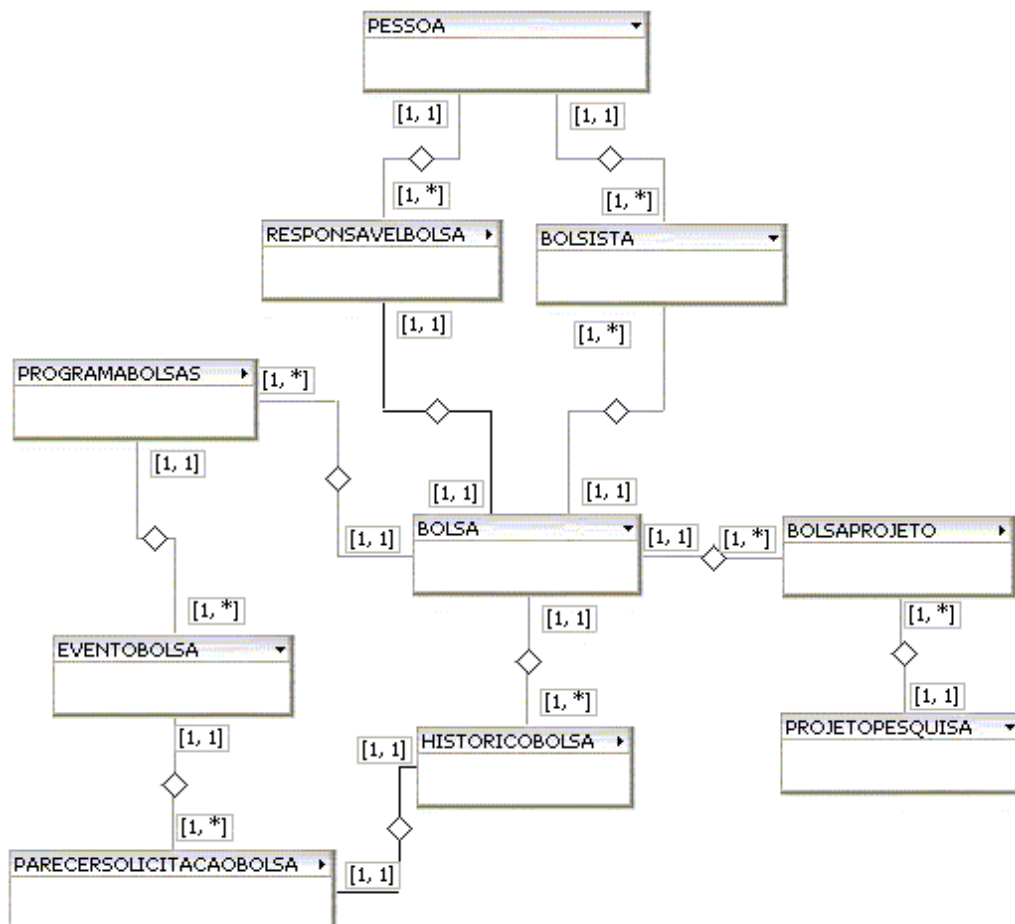 PESSOA
[1, 1]
[1, 1]
[1, *]
[1, *]
RESPONSAVELBOLSA
BOLSISTA
[1, 1]
[1, *]
PROGRAMABOLSAS
[1, *]
[1, 1]
[1, 1]
[1, 1]
BOLSA
[1, 1]
[1, 1]
[1, *]
BOLSAPROJETO
[1, *]
[1, 1]
[1, *]
EVENTOBOLSA
[1, 1]
[1, *]
[1, 1]
[1, 1]
HISTORICOBOLSA
PROJETOPESQUISA
[1, *]
PARECERSOLICITACAOBOLSA
[1, 1]